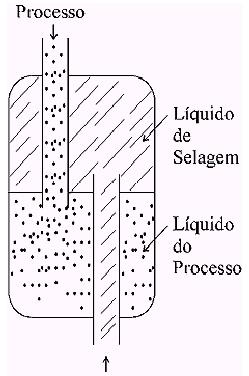 Processo
Líquido
de
Selagem
Líquido
do
Processo